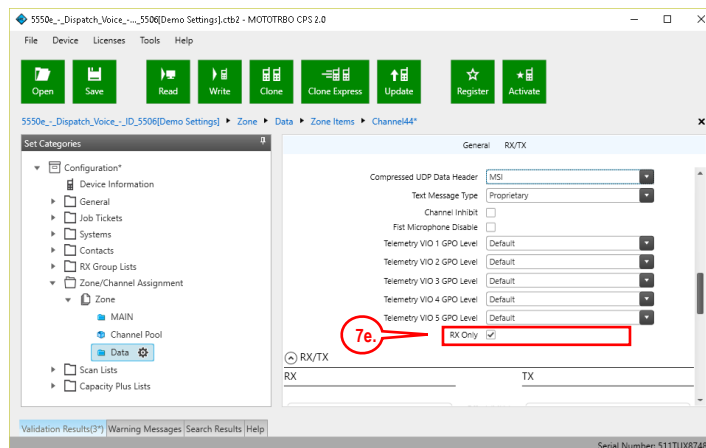 5550e_-_Dispatch_Voice_-..._5506[Demo Settings].ctb2 - MOTOTRBO CPS 2.0
File Device Licenses Tools Help
Open Save Read Write Clone Clone Express Update Register Activate
5550e_-_Dispatch_Voice_-_ID_5506[Demo Settings] Zone Data Zone Items Channel44*
Set Categories
Configuration*
Device Information
General
Job Tickets
Systems
Contacts
RX Group Lists
Zone/Channel Assignment
Zone
MAIN
Channel Pool
Data
Scan Lists
Capacity Plus Lists
General RX/TX
Compressed UDP Data Header MSI
Text Message Type Proprietary
Channel Inhibit
Fist Microphone Disable
Telemetry VIO 1 GPO Level Default
Telemetry VIO 2 GPO Level Default
Telemetry VIO 3 GPO Level Default
Telemetry VIO 4 GPO Level Default
Telemetry VIO 5 GPO Level Default
7e. RX Only
RX/TX
RX TX
Validation Results(3*) Warning Messages Search Results Help
Serial Number: 511TUX8748